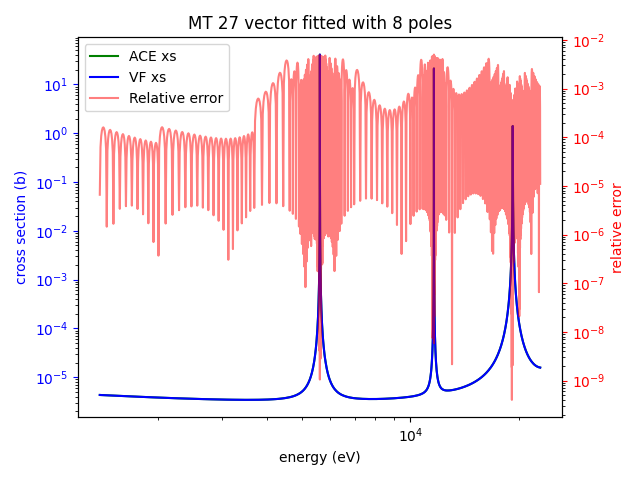 MT 27 vector fitted with 8 poles
ACE xs
VF xs
Relative error
cross section (b)
10^1
10^0
10^-1
10^-2
10^-3
10^-4
10^-5
10^-2
10^-3
10^-4
10^-5
10^-6
10^-7
10^-8
10^-9
relative error
10^4
energy (eV)